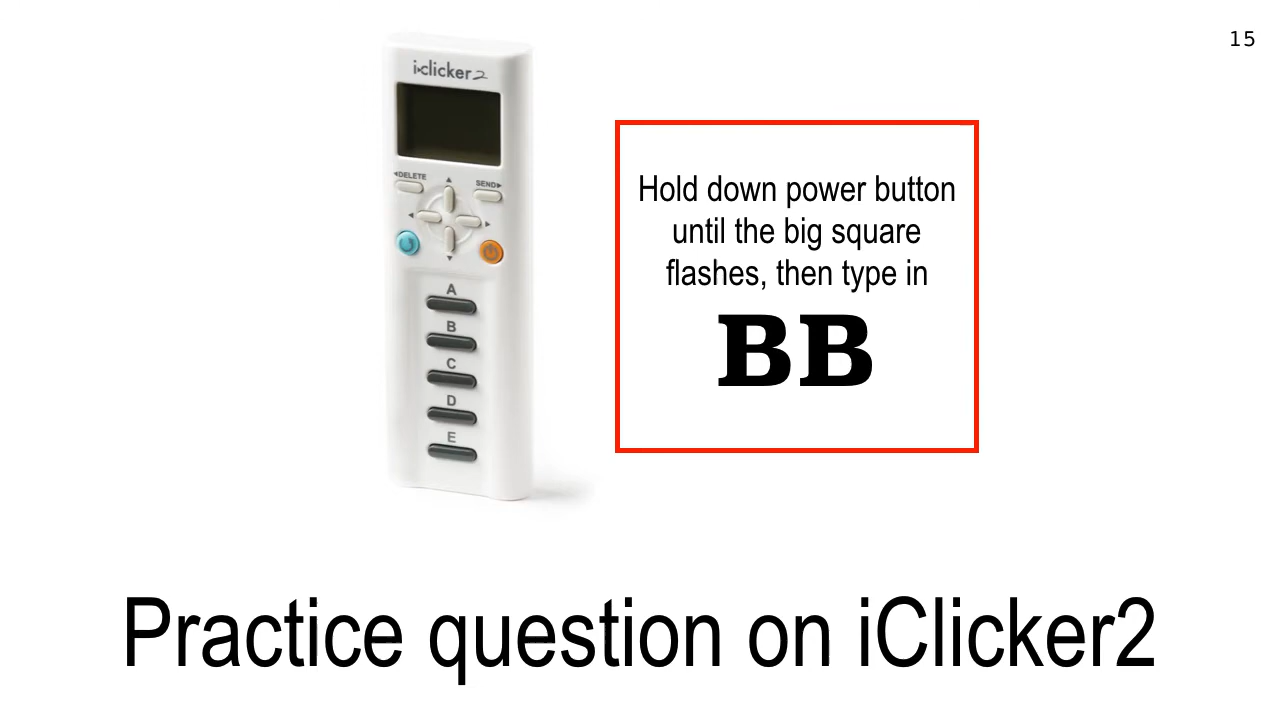 15
i>clicker2
DELETE
SEND
A
B
C
D
E
Hold down power button
until the big square
flashes, then type in
BB
Practice question on iClicker2